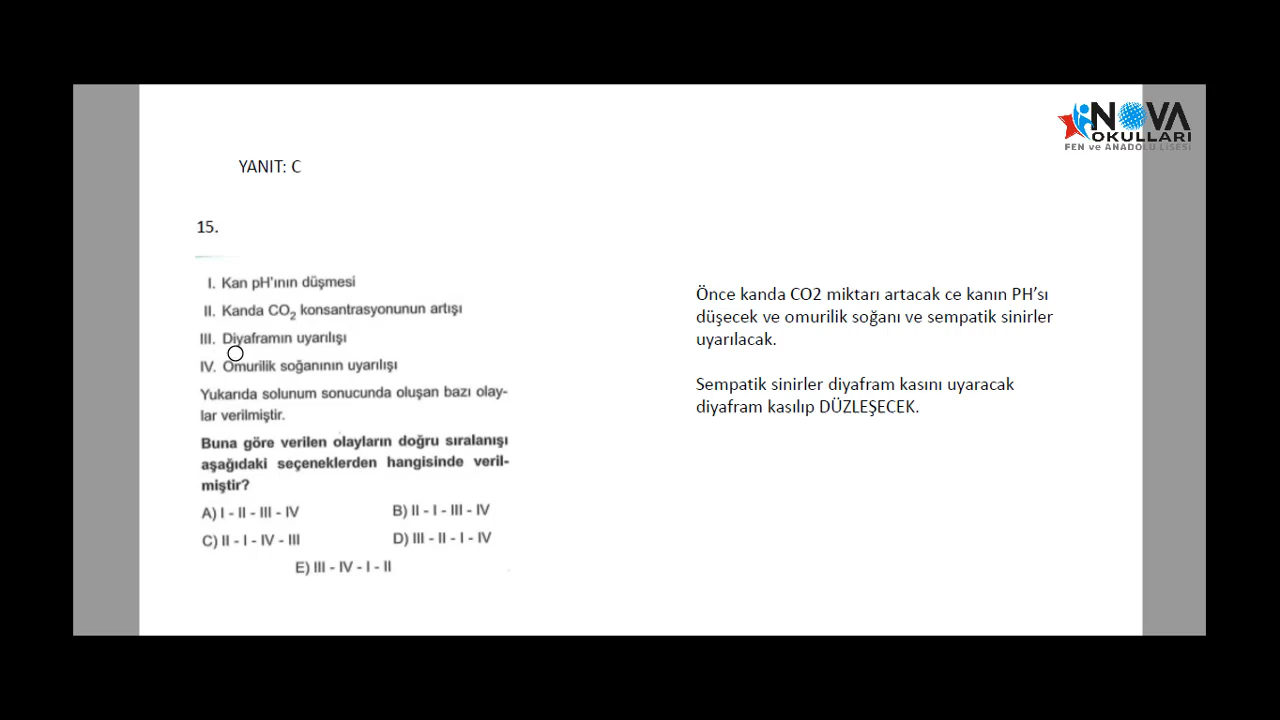 NOVA
OKULLARI
FEN ve ANADOLU LİSESİ
YANIT: C
15.
I. Kan pH'ının düşmesi
II. Kanda CO2 konsantrasyonunun artışı
III. Diyaframın uyarılışı
IV. Omurilik soğanının uyarılışı
Yukarıda solunum sonucunda oluşan bazı olay-
lar verilmiştir.
Buna göre verilen olayların doğru sıralanışı
aşağıdaki seçeneklerden hangisinde veril-
miştir?
A) I - II - III - IV
B) II - I - III - IV
C) II - I - IV - III
D) III - II - I - IV
E) III - IV - I - II
Önce kanda CO2 miktarı artacak ce kanın PH’sı
düşecek ve omurilik soğanı ve sempatik sinirler
uyarılacak.
Sempatik sinirler diyafram kasını uyaracak
diyafram kasılıp DÜZLEŞECEK.